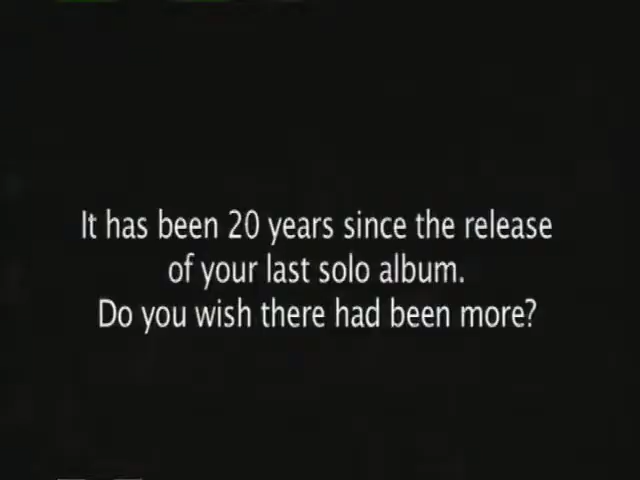 It has been 20 years since the release
of your last solo album.
Do you wish there had been more?